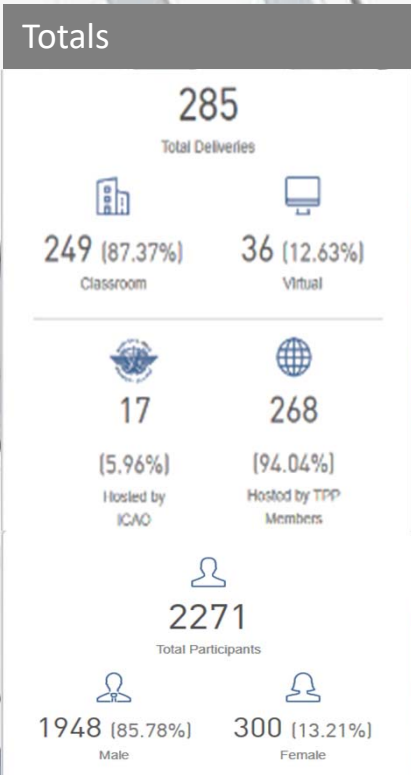 Totals
285
Total Deliveries
249 (87.37%) 36 (12.63%)
Classroom Virtual
17 268
(5.96%) (94.04%)
Hosted by Hosted by TPP
ICAO Members
2271
Total Participants
1948 (85.78%) 300 (13.21%)
Male Female